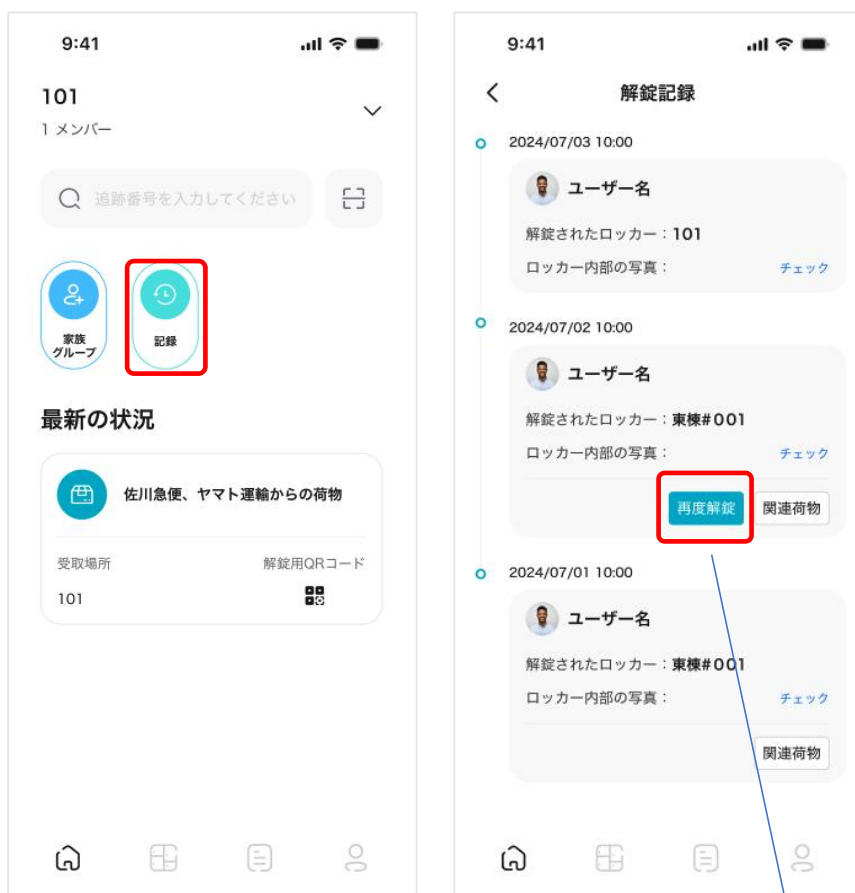 9:41
101
1 メンバー
追跡番号を入力してください
家族
グループ
記録
最新の状況
佐川急便、ヤマト運輸からの荷物
受取場所
解錠用QRコード
101
9:41
解錠記録
2024/07/03 10:00
ユーザー名
解錠されたロッカー：101
ロッカー内部の写真： チェック
2024/07/02 10:00
ユーザー名
解錠されたロッカー：東棟#001
ロッカー内部の写真： チェック
再度解錠 関連荷物
2024/07/01 10:00
ユーザー名
解錠されたロッカー：東棟#001
ロッカー内部の写真： チェック
関連荷物